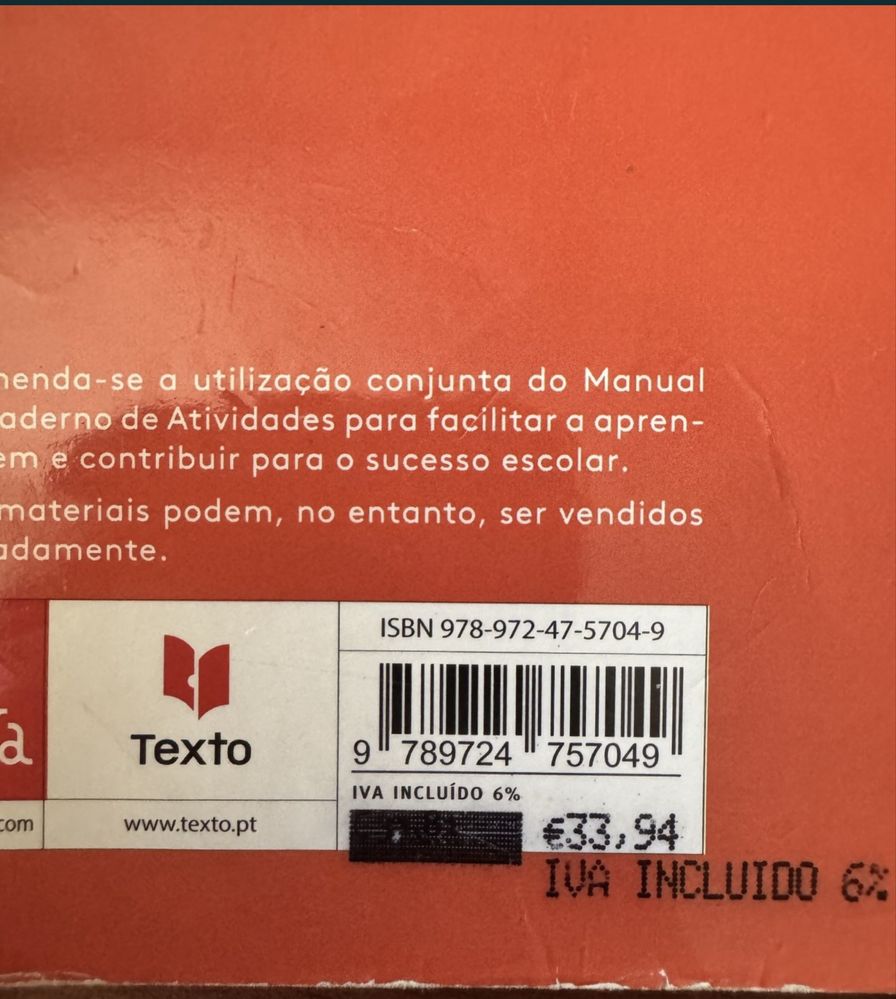 menda-se a utilização conjunta do Manual
aderno de Atividades para facilitar a apren-
em e contribuir para o sucesso escolar.
materiais podem, no entanto, ser vendidos
adamente.
ISBN 978-972-47-5704-9
a
Texto
9 789724 757049
IVA INCLUÍDO 6%
com
www.texto.pt
€33,94
IVA INCLUIDO 6%